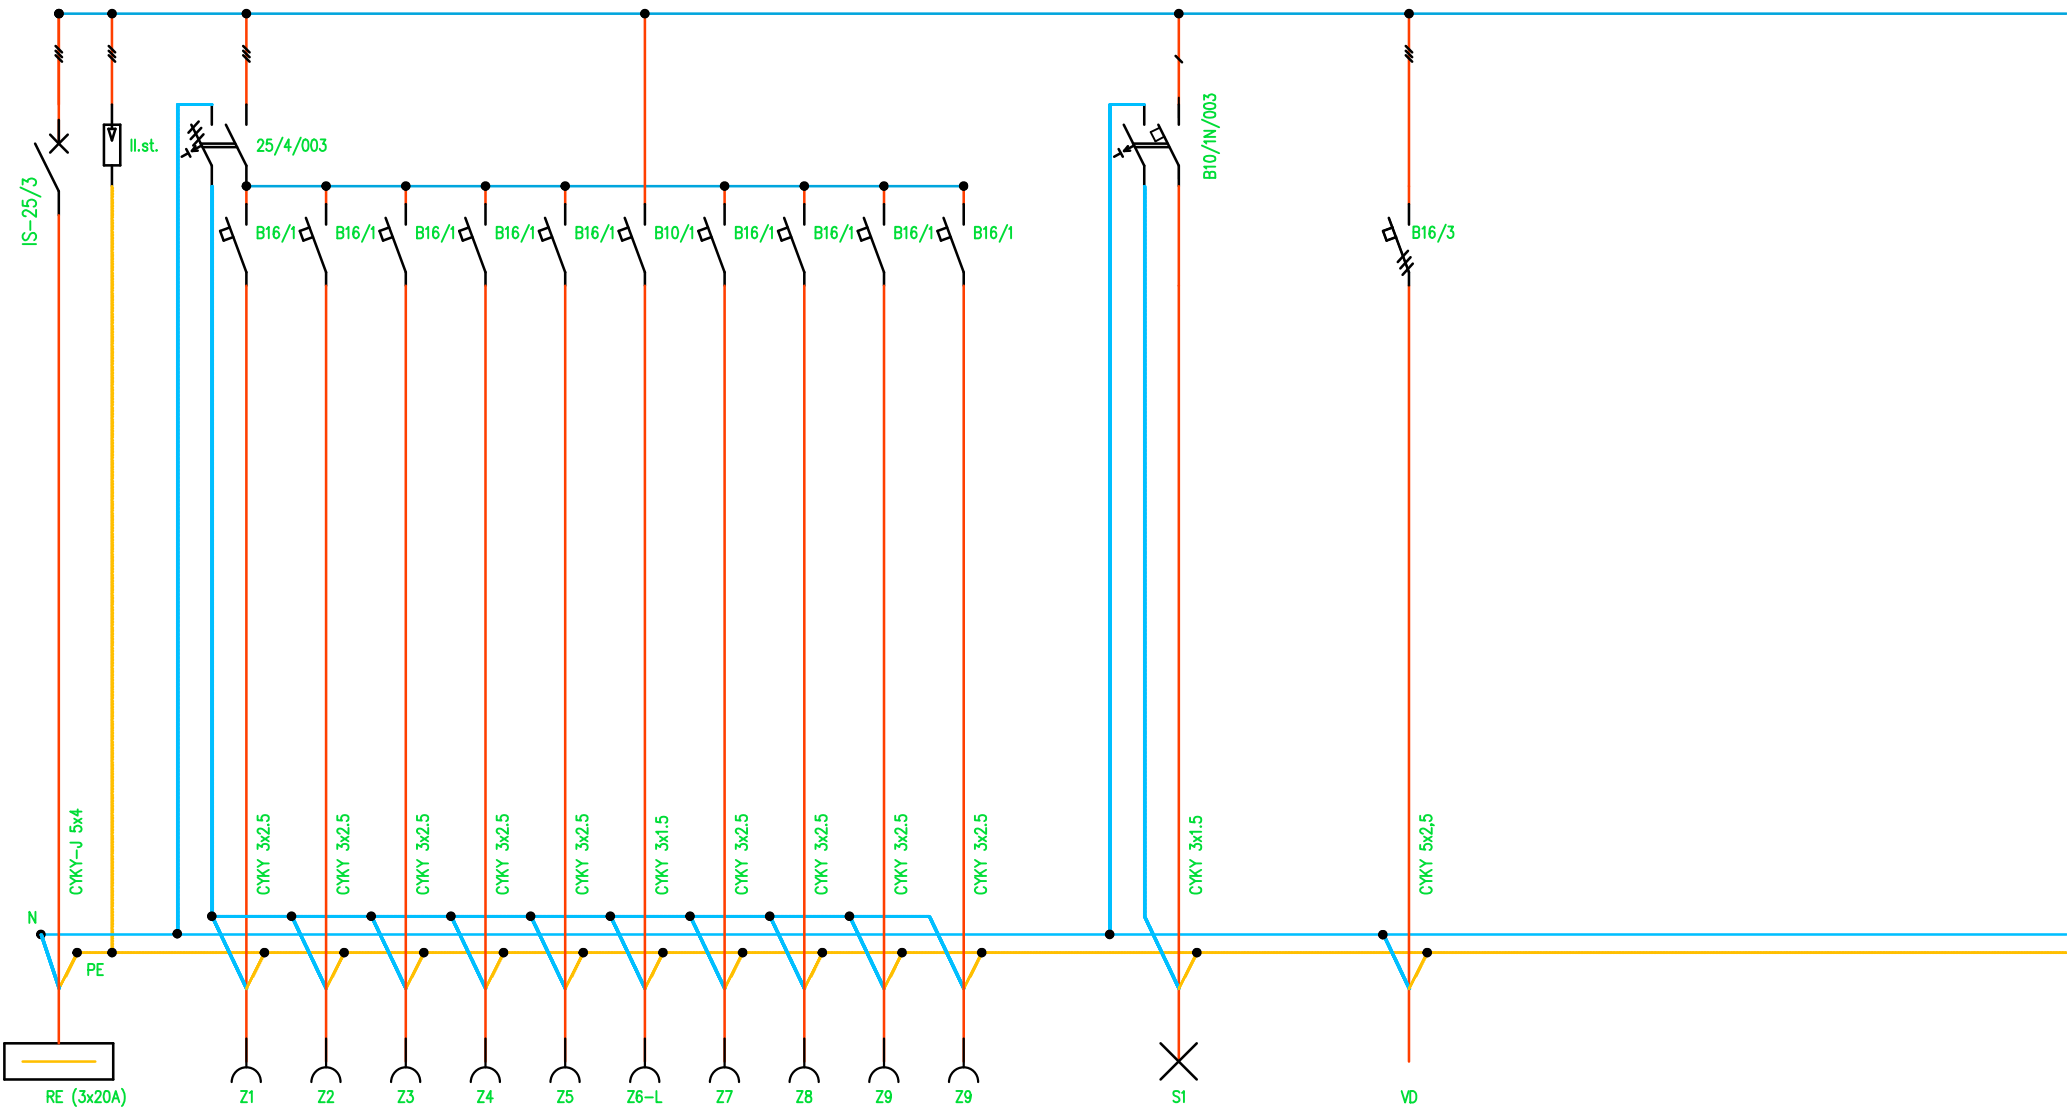 IS-25/3
II.st.
25/4/003
B10/1N/003
B16/1
B16/1
B16/1
B16/1
B16/1
B10/1
B16/1
B16/1
B16/1
B16/1
B16/3
CYKY-J 5x4
CYKY 3x2.5
CYKY 3x2.5
CYKY 3x2.5
CYKY 3x2.5
CYKY 3x2.5
CYKY 3x1.5
CYKY 3x2.5
CYKY 3x2.5
CYKY 3x2.5
CYKY 3x2.5
CYKY 3x1.5
CYKY 5x2,5
N
PE
RE (3x20A)
Z1
Z2
Z3
Z4
Z5
Z6-L
Z7
Z8
Z9
Z9
S1
VD